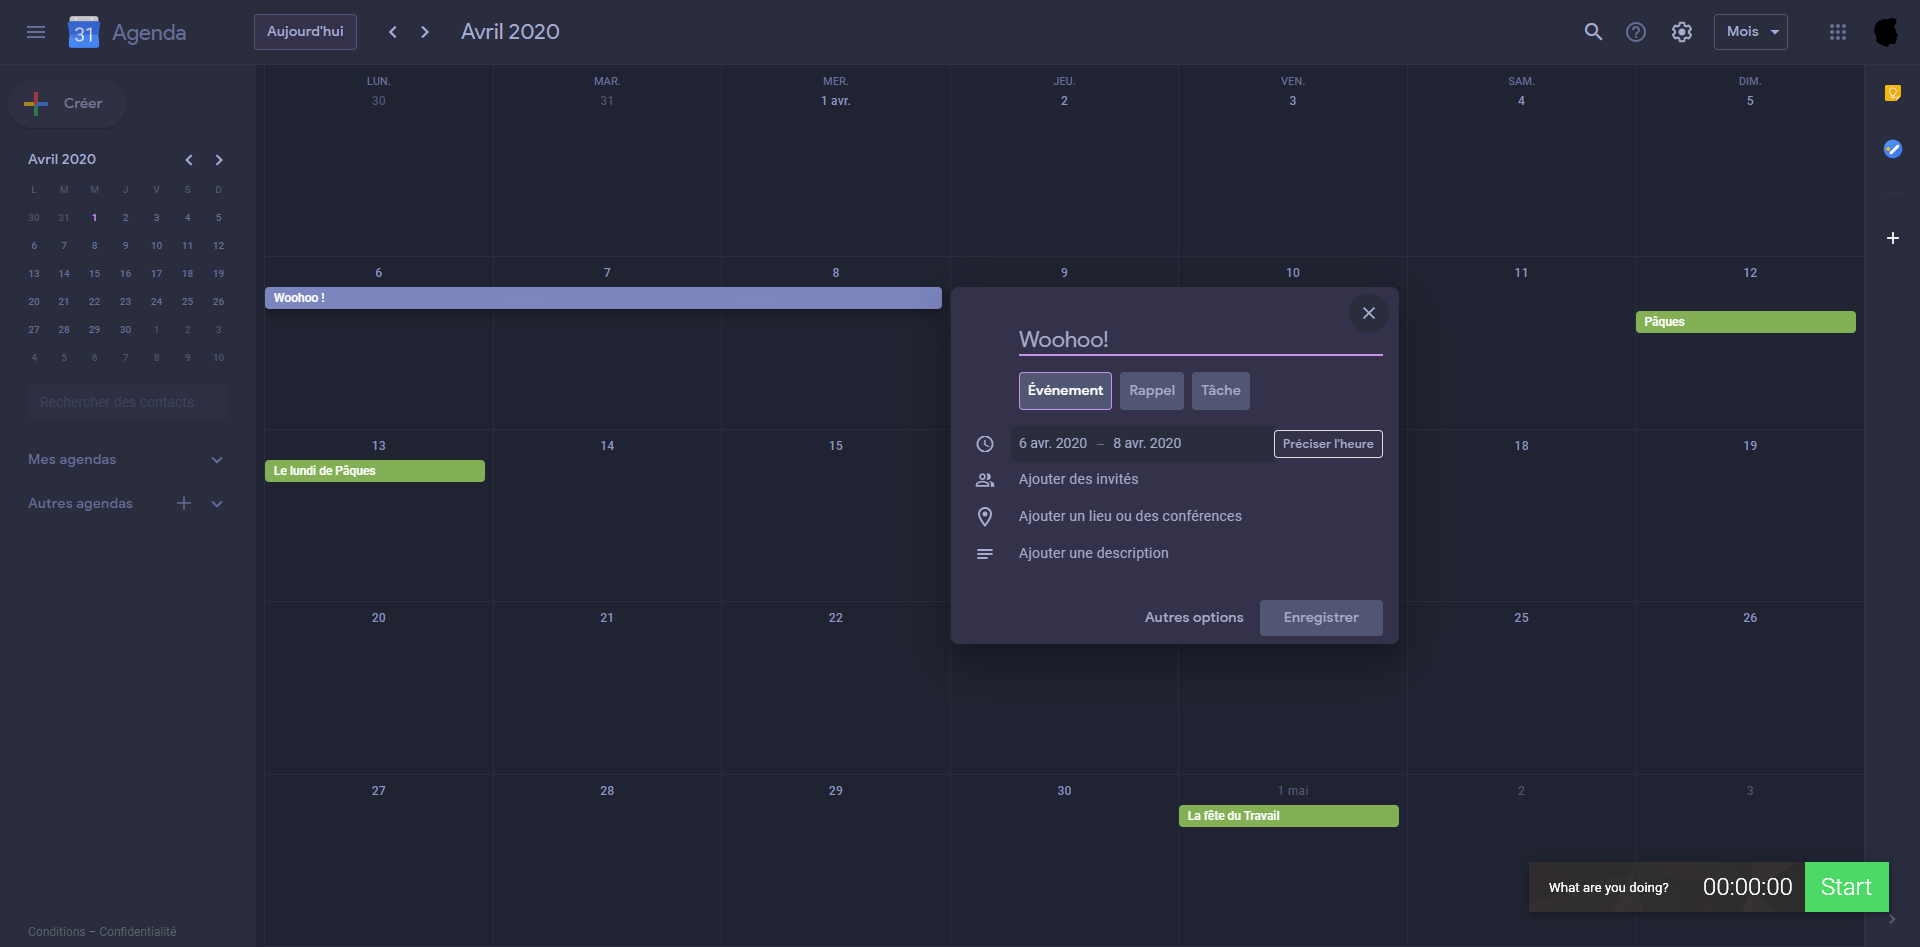 31 Agenda Aujourd'hui Avril 2020 Mois
Créer
Avril 2020
L M M J V S D
30 31 1 2 3 4 5
6 7 8 9 10 11 12
13 14 15 16 17 18 19
20 21 22 23 24 25 26
27 28 29 30 1 2 3
4 5 6 7 8 9 10
Rechercher des contacts
Mes agendas
Autres agendas
Conditions – Confidentialité
LUN. MAR. MER. JEU. VEN. SAM. DIM.
30 31 1 avr. 2 3 4 5
6 7 8 9 10 11 12
Woohoo !
Pâques
13 14 15 18 19
Le lundi de Pâques
20 21 22 25 26
27 28 29 30 1 mai 2 3
La fête du Travail
Woohoo!
Événement Rappel Tâche
6 avr. 2020 – 8 avr. 2020 Préciser l'heure
Ajouter des invités
Ajouter un lieu ou des conférences
Ajouter une description
Autres options Enregistrer
What are you doing? 00:00:00 Start